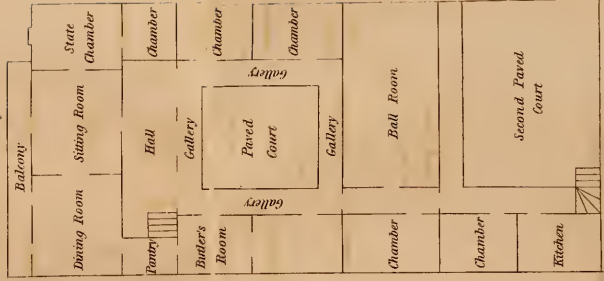 Balcony
State
Chamber
Sitting Room
Dining Room
Chamber
Hall
Pantry
Chamber
Chamber
Gallery
Gallery
Paved
Court
Gallery
Gallery
Butler's
Room
Ball Room
Chamber
Second Paved
Court
Chamber
Kitchen